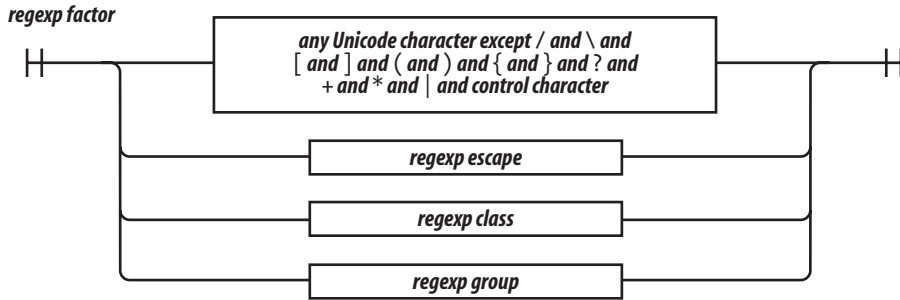 regexp factor
any Unicode character except / and \ and
[ and ] and ( and ) and { and } and ? and
+ and * and | and control character
regexp escape
regexp class
regexp group